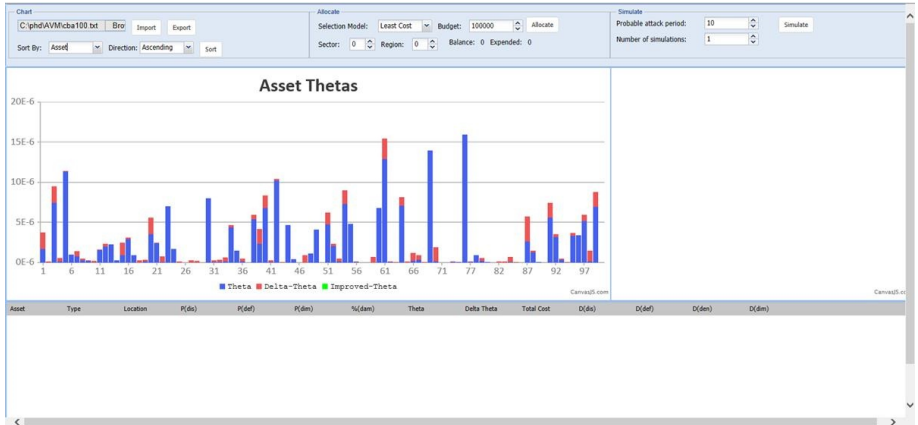 Chart
C:\phd\AVM\cba100.txt Bro Import Export
Sort By: Asset Direction: Ascending Sort
Allocate
Selection Model: Least Cost Budget: 100000 Allocate
Sector: 0 Region: 0 Balance: 0 Expended: 0
Simulate
Probable attack period: 10 Simulate
Number of simulations: 1
Asset Thetas
20E-6
15E-6
10E-6
5E-6
0E-6
1 6 11 16 21 26 31 36 41 46 51 56 61 66 71 77 82 87 92 97
Theta Delta-Theta Improved-Theta
CanvasJS.com
CanvasJS.co
Asset Type Location P(dis) P(def) P(dim) %(dam) Theta Delta Theta Total Cost D(dis) D(def) D(den) D(dim)